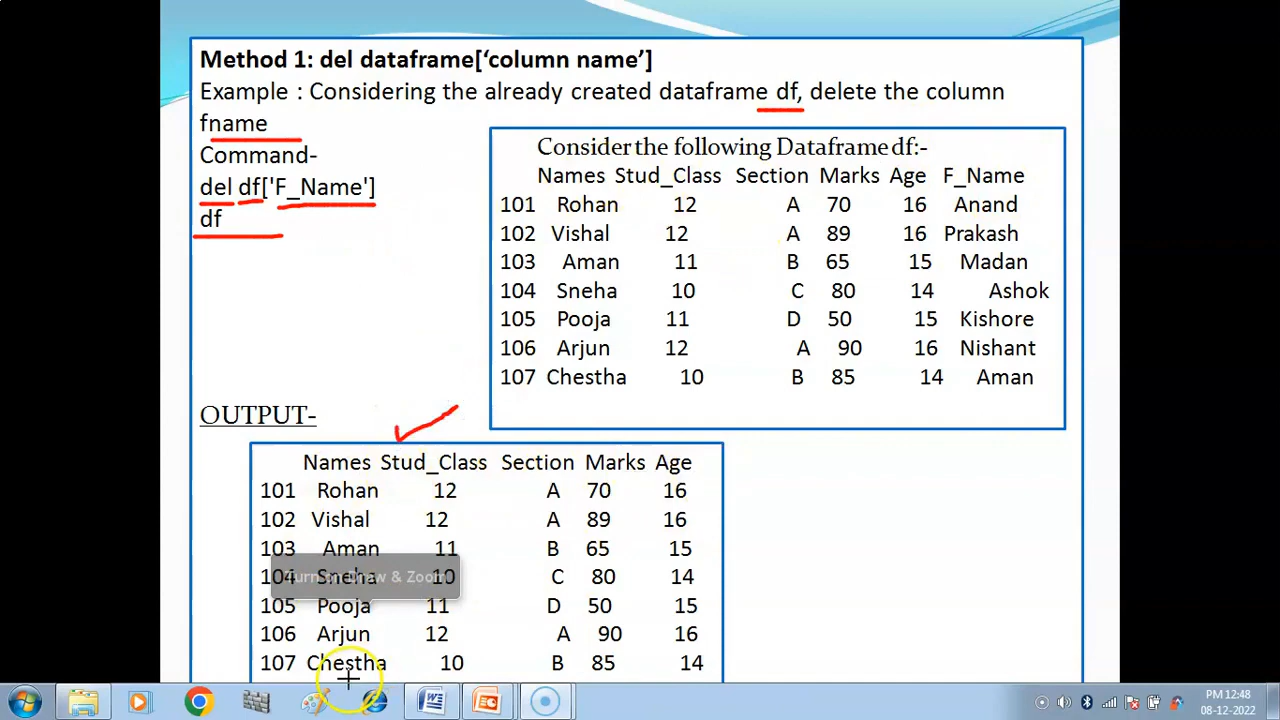 Method 1: del dataframe[‘column name’]
Example : Considering the already created dataframe df, delete the column
fname
Command-
del df['F_Name']
df
Consider the following Dataframe df:-
Names Stud_Class Section Marks Age F_Name
101 Rohan 12 A 70 16 Anand
102 Vishal 12 A 89 16 Prakash
103 Aman 11 B 65 15 Madan
104 Sneha 10 C 80 14 Ashok
105 Pooja 11 D 50 15 Kishore
106 Arjun 12 A 90 16 Nishant
107 Chestha 10 B 85 14 Aman
OUTPUT-
Names Stud_Class Section Marks Age
101 Rohan 12 A 70 16
102 Vishal 12 A 89 16
103 Aman 11 B 65 15
104 Sneha 10 C 80 14
Turn on Draw & Zoom
105 Pooja 11 D 50 15
106 Arjun 12 A 90 16
107 Chestha 10 B 85 14
PM 12:48
08-12-2022